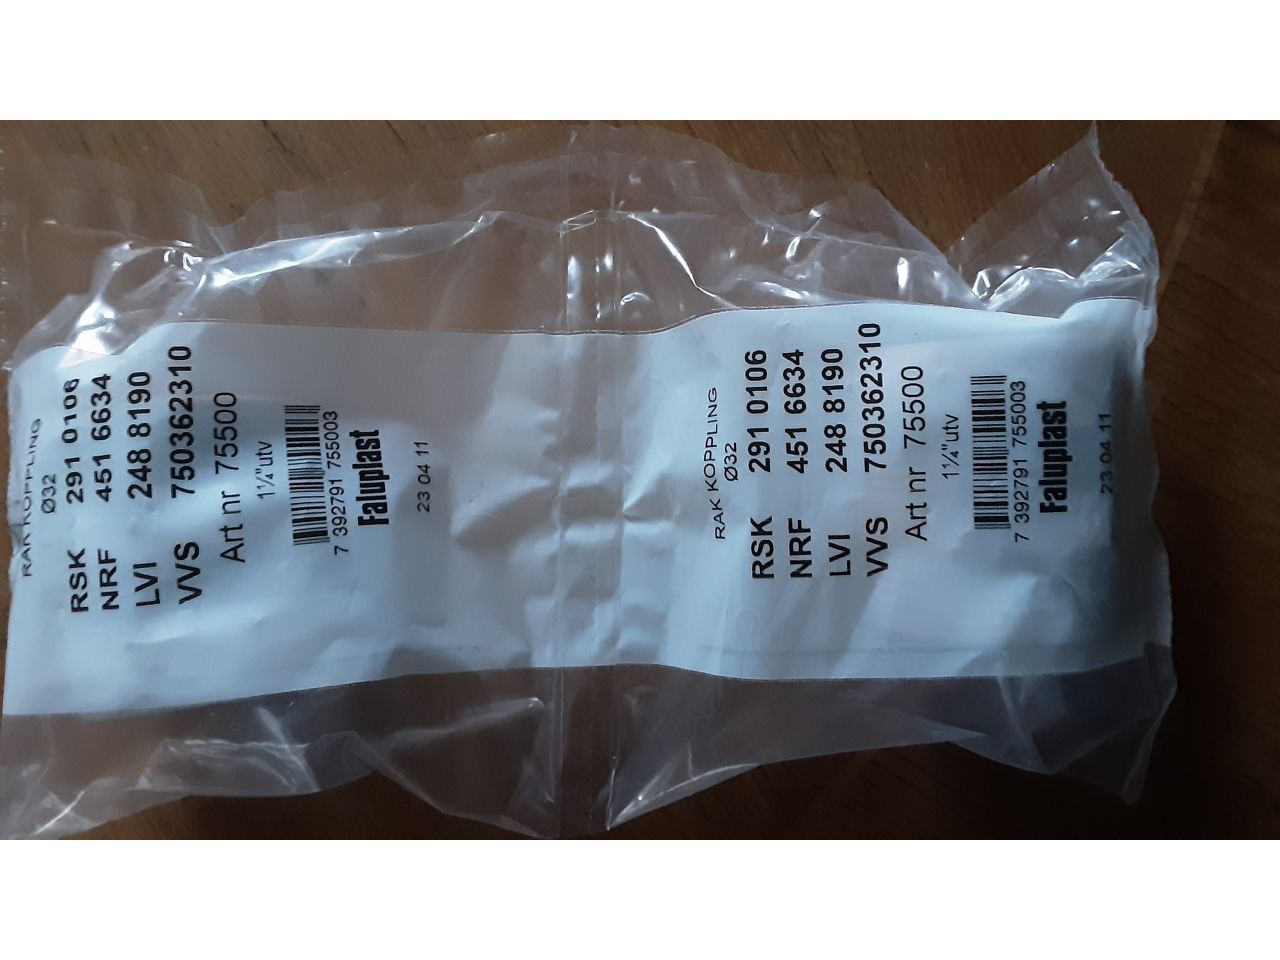 RAK KOPPLING
Ø32
RSK 291 0106
NRF 451 6634
LVI 248 8190
VVS 750362310
Art nr 75500
1¼"utv
7 392791 755003
Faluplast
23 04 11
RAK KOPPLING
Ø32
RSK 291 0106
NRF 451 6634
LVI 248 8190
VVS 750362310
Art nr 75500
1¼"utv
7 392791 755003
Faluplast
23 04 11